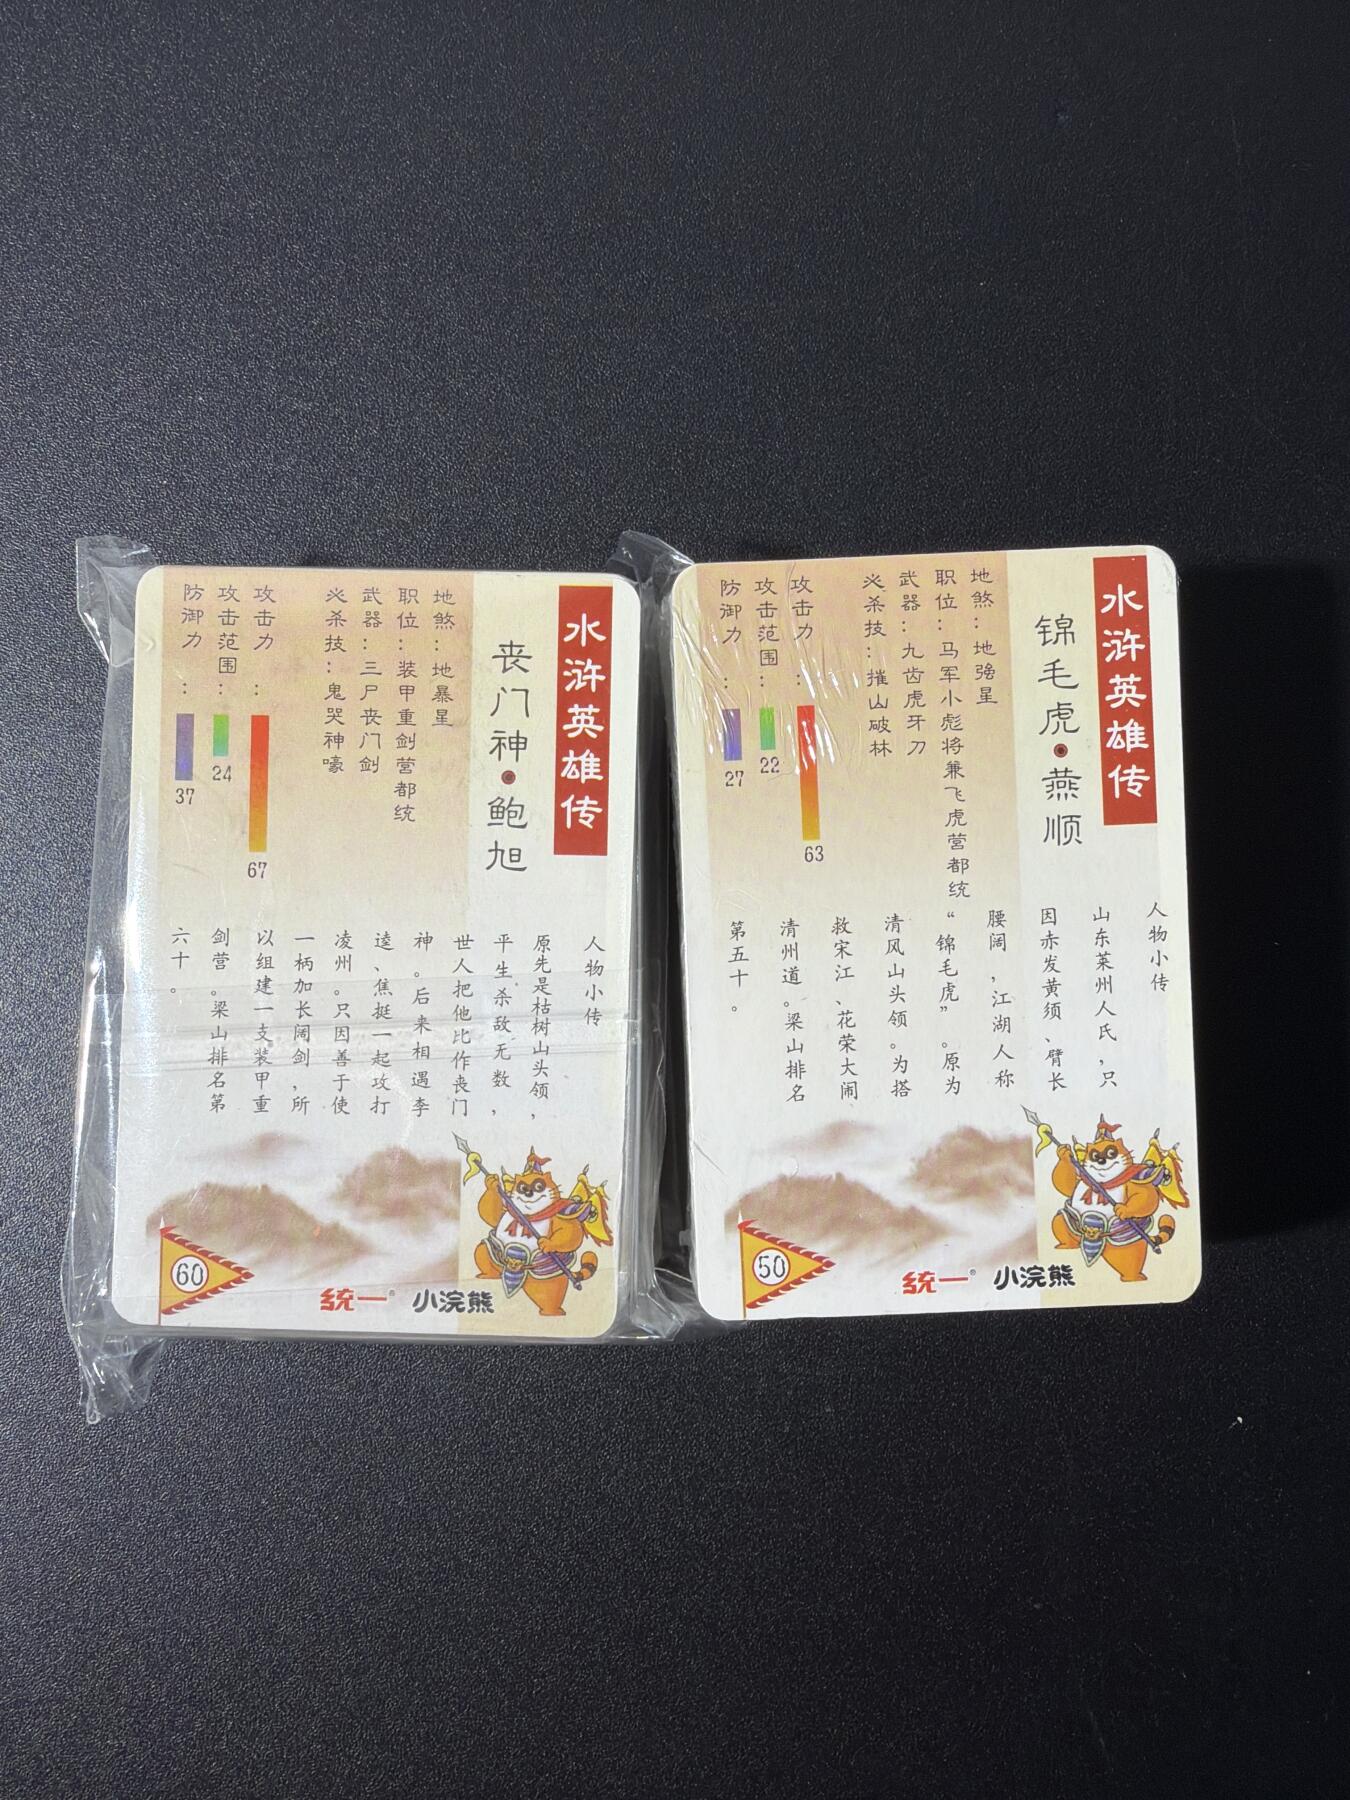 水浒英雄传
丧门神•鲍旭
地煞：地暴星
职位：装甲重剑营都统
武器：三尸丧门剑
必杀技：鬼哭神嚎
攻击力：
67
攻击范围：
24
防御力：
37
人物小传
原先是枯树山头领，
平生杀敌无数，
世人把他比作丧门
神。后来相遇李
逵、焦挺一起攻打
凌州。只因善于使
一柄加长阔剑，所
以组建一支装甲重
剑营。梁山排名第
六十。
60
统一® 小浣熊
水浒英雄传
锦毛虎•燕顺
地煞：地强星
职位：马军小彪将兼飞虎营都统
武器：九齿虎牙刀
必杀技：摧山破林
攻击力：
63
攻击范围：
22
防御力：
27
人物小传
山东莱州人氏，只
因赤发黄须、臂长
腰阔，江湖人称
“锦毛虎”。原为
清风山头领。为搭
救宋江、花荣大闹
清州道。梁山排名
第五十。
50
统一® 小浣熊